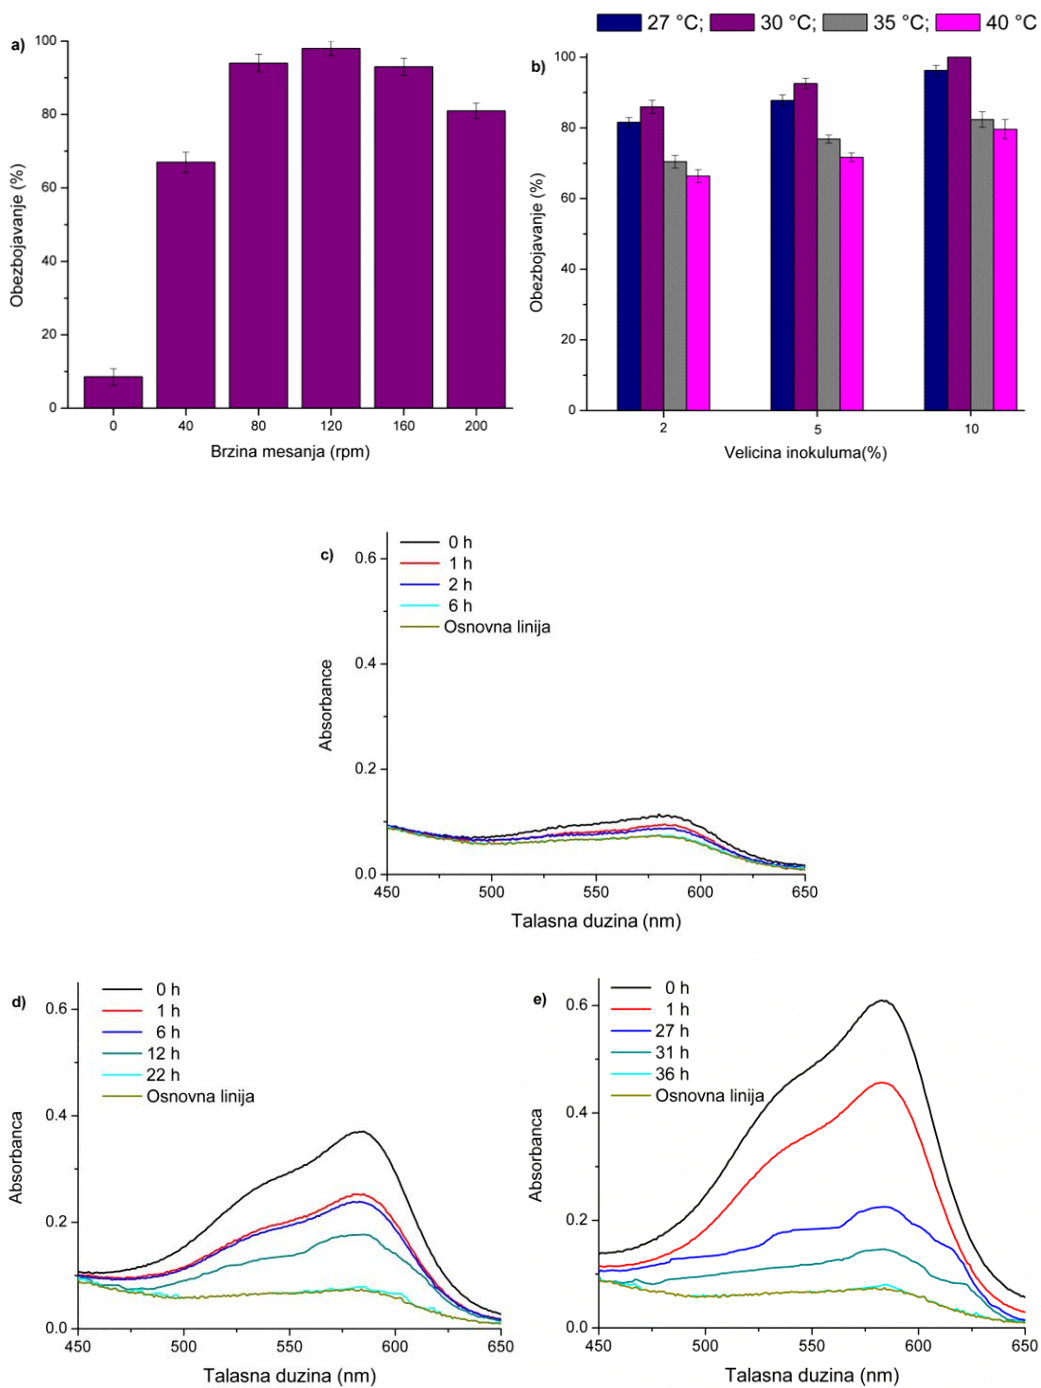 27 °C; 30 °C; 35 °C; 40 °C
a)
100
80
60
40
20
0
Obezbojavanje (%)
0 40 80 120 160 200
Brzina mesanja (rpm)
b)
100
80
60
40
20
0
Obezbojavanje (%)
2 5 10
Velicina inokuluma(%)
c)
0 h
1 h
2 h
6 h
Osnovna linija
0.6
0.4
0.2
0.0
Absorbance
450 500 550 600 650
Talasna duzina (nm)
d)
0 h
1 h
6 h
12 h
22 h
Osnovna linija
0.6
0.4
0.2
0.0
Absorbanca
450 500 550 600 650
Talasna duzina (nm)
e)
0 h
1 h
27 h
31 h
36 h
Osnovna linija
0.6
0.4
0.2
0.0
Absorbanca
450 500 550 600 650
Talasna duzina (nm)